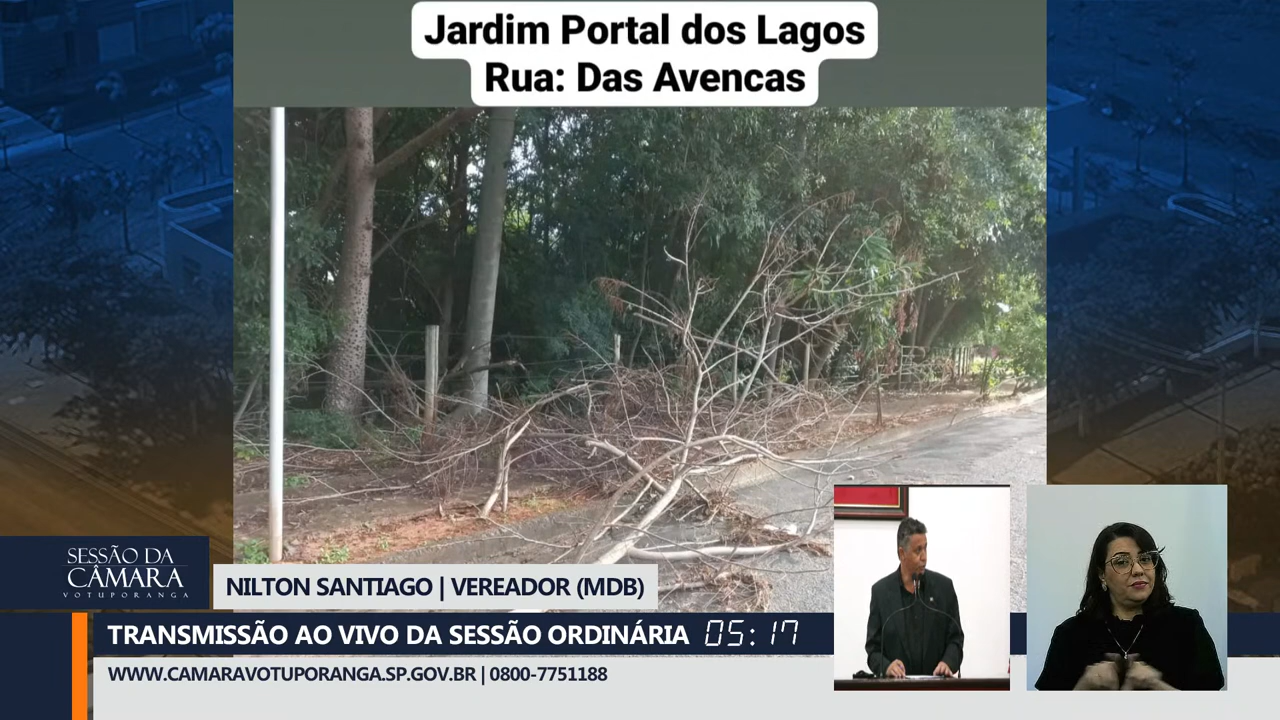 Jardim Portal dos Lagos
Rua: Das Avencas
SESSÃO DA
CÂMARA
VOTUPORANGA
NILTON SANTIAGO | VEREADOR (MDB)
TRANSMISSÃO AO VIVO DA SESSÃO ORDINÁRIA 05:17
WWW.CAMARAVOTUPORANGA.SP.GOV.BR | 0800-7751188